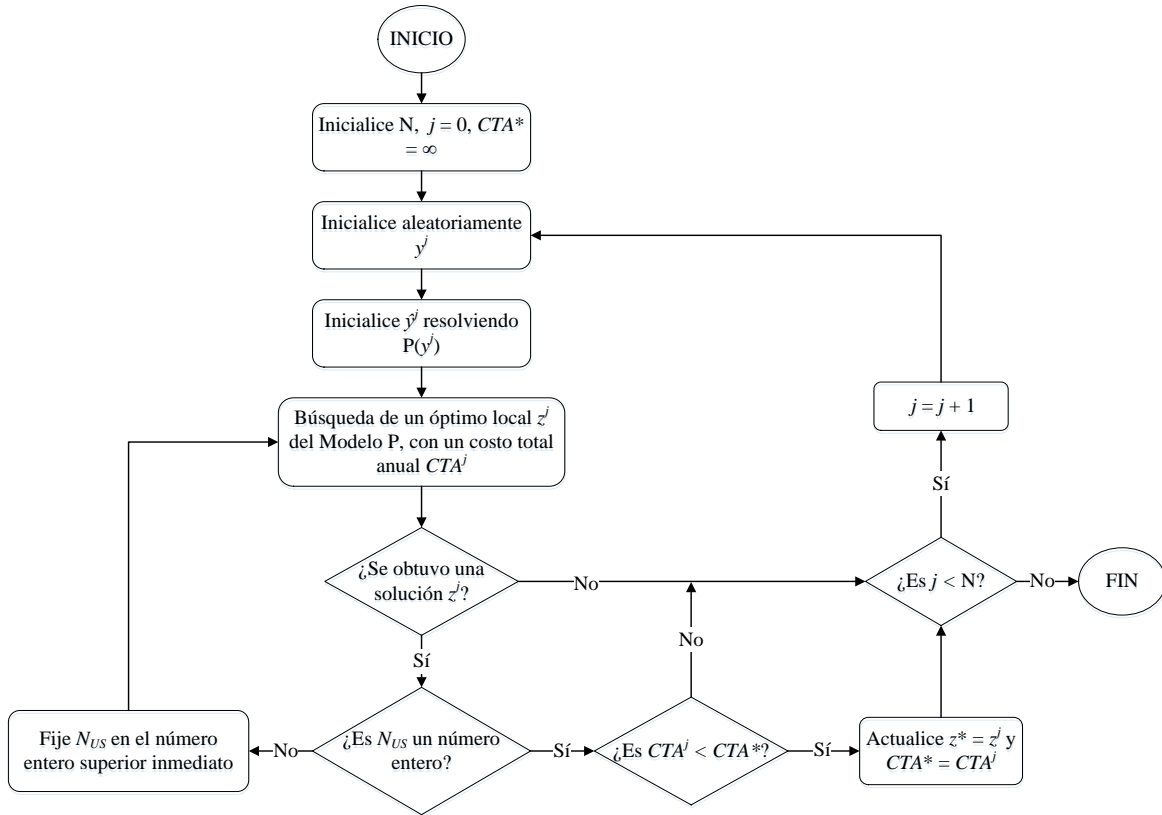 INICIO
Inicialice N, j = 0, CTA*
= ∞
Inicialice aleatoriamente
y^j
Inicialice ŷ^j resolviendo
P(y^j)
Búsqueda de un óptimo local z^j
del Modelo P, con un costo total
anual CTA^j
j = j + 1
Sí
¿Se obtuvo una
solución z^j?
No
¿Es j < N?
No
FIN
Sí
No
Fije N_US en el número
entero superior inmediato
No
¿Es N_US un número
entero?
Sí
¿Es CTA^j < CTA*?
Sí
Actualice z* = z^j y
CTA* = CTA^j